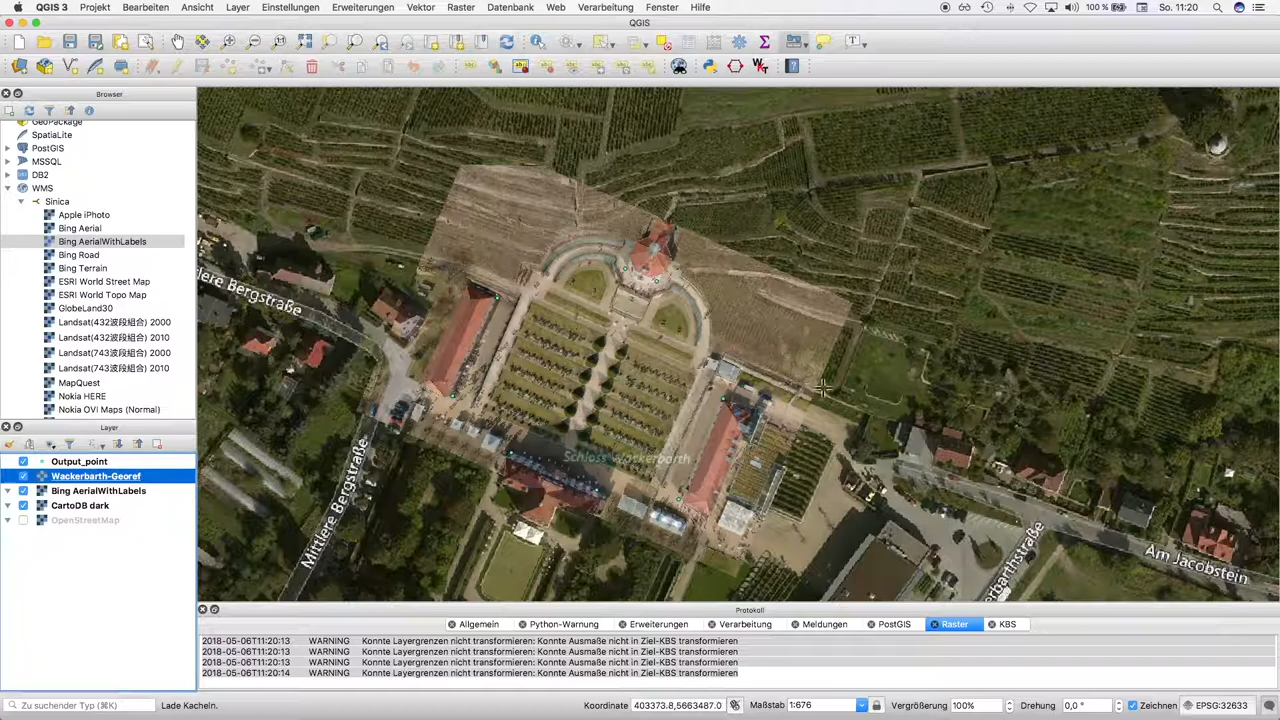 QGIS 3 Projekt Bearbeiten Ansicht Layer Einstellungen Erweiterungen Vektor Raster Datenbank Web Verarbeitung Fenster Hilfe 100 % So. 11:20
QGIS
Browser
GeoPackage
SpatiaLite
PostGIS
MSSQL
DB2
WMS
Sinica
Apple iPhoto
Bing Aerial
Bing AerialWithLabels
Bing Road
Bing Terrain
ESRI World Street Map
ESRI World Topo Map
GlobeLand30
Landsat(432波段組合) 2000
Landsat(432波段組合) 2010
Landsat(743波段組合) 2000
Landsat(743波段組合) 2010
MapQuest
Nokia HERE
Nokia OVI Maps (Normal)
Layer
Output_point
Wackerbarth-Georef
Bing AerialWithLabels
CartoDB dark
OpenStreetMap
Mittlere Bergstraße
Schloss Wackerbarth
Am Jacobstein
Protokoll
Allgemein Python-Warnung Erweiterungen Verarbeitung Meldungen PostGIS Raster KBS
2018-05-06T11:20:13 WARNING Konnte Layergrenzen nicht transformieren: Konnte Ausmaße nicht in Ziel-KBS transformieren
2018-05-06T11:20:13 WARNING Konnte Layergrenzen nicht transformieren: Konnte Ausmaße nicht in Ziel-KBS transformieren
2018-05-06T11:20:13 WARNING Konnte Layergrenzen nicht transformieren: Konnte Ausmaße nicht in Ziel-KBS transformieren
2018-05-06T11:20:14 WARNING Konnte Layergrenzen nicht transformieren: Konnte Ausmaße nicht in Ziel-KBS transformieren
Zu suchender Typ (⌘K) Lade Kacheln. Koordinate 403373.8,5663487.0 Maßstab 1:676 Vergrößerung 100% Drehung 0,0 ° Zeichnen EPSG:32633